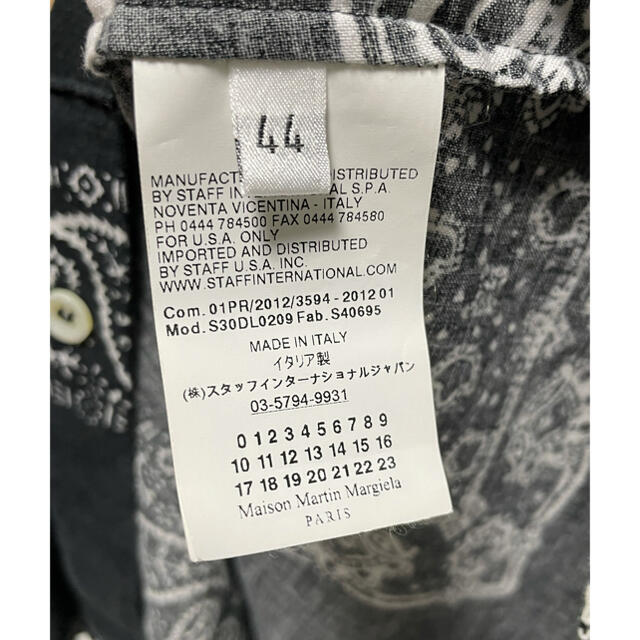 44
MANUFACT DISTRIBUTED
BY STAFF IN AL S.P.A.
NOVENTA VICENTINA - ITALY
PH 0444 784500 FAX 0444 784580
FOR U.S.A. ONLY
IMPORTED AND DISTRIBUTED
BY STAFF U.S.A. INC.
WWW.STAFFINTERNATIONAL.COM
Com. 01PR/2012/3594 - 2012 01
Mod. S30DL0209 Fab. S40695
MADE IN ITALY
イタリア製
(株)スタッフインターナショナルジャパン
03-5794-9931
0 1 2 3 4 5 6 7 8 9
10 11 12 13 14 15 16
17 18 19 20 21 22 23
Maison Martin Margiela
PARIS